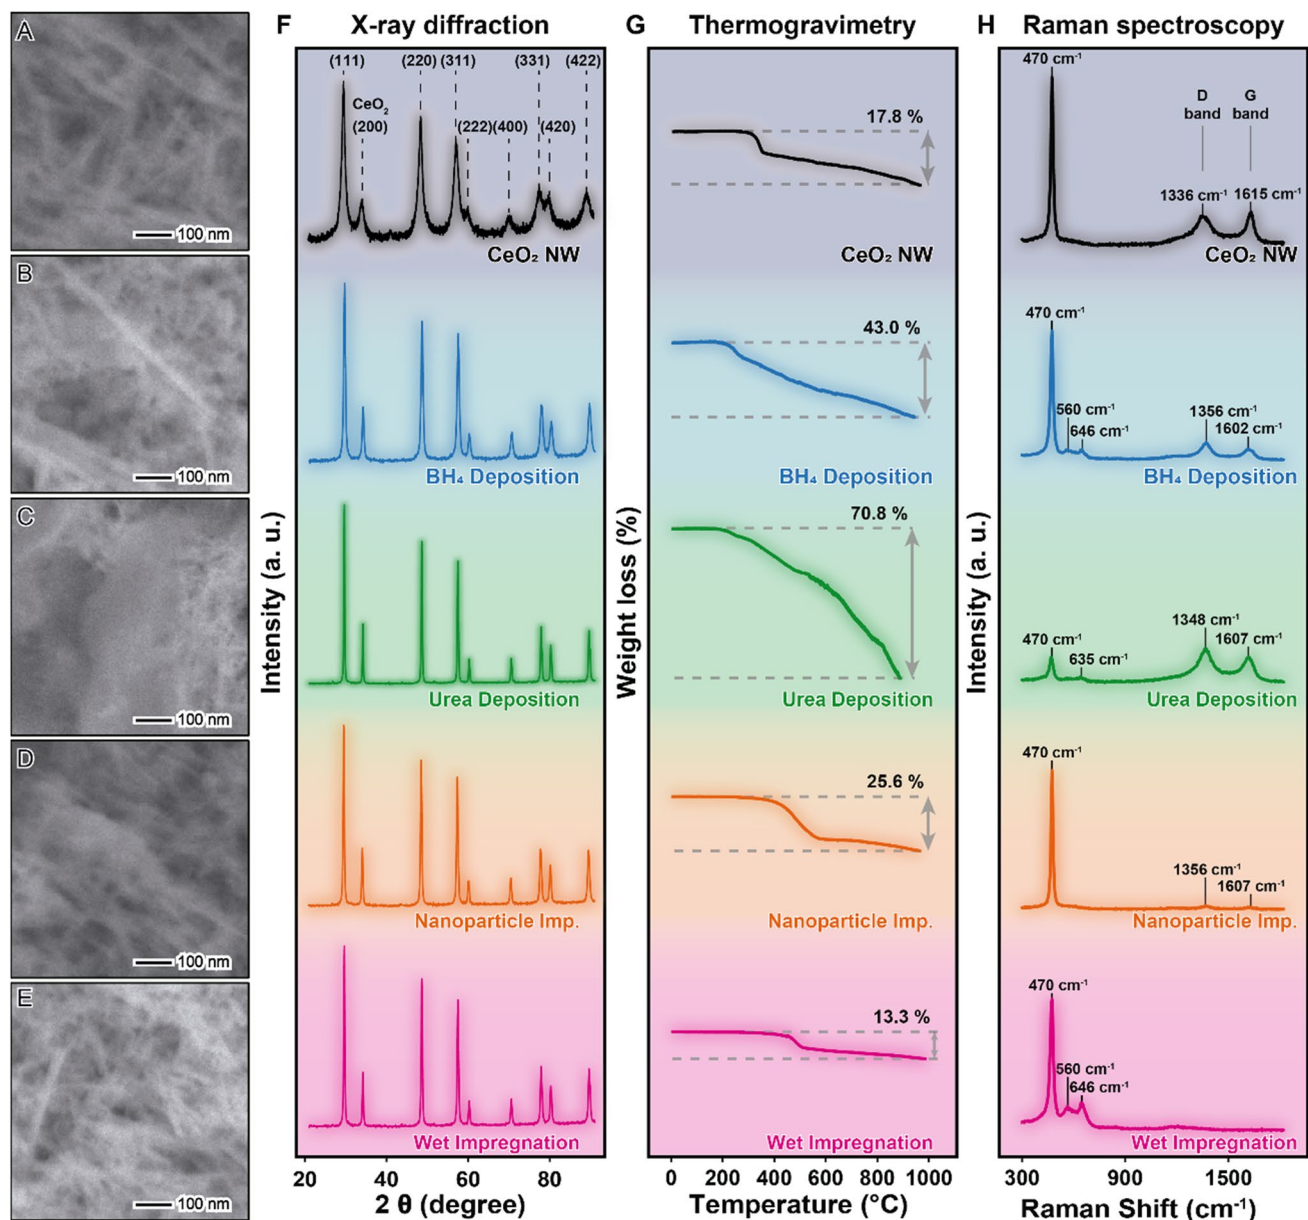 A
100 nm
B
100 nm
C
100 nm
D
100 nm
E
100 nm
F X-ray diffraction
(111) (220) (311) (331) (422)
CeO₂
(200) (222) (400) (420)
CeO₂ NW
BH₄ Deposition
Urea Deposition
Nanoparticle Imp.
Wet Impregnation
Intensity (a. u.)
20 40 60 80
2 θ (degree)
G Thermogravimetry
17.8 %
CeO₂ NW
43.0 %
BH₄ Deposition
70.8 %
Urea Deposition
25.6 %
Nanoparticle Imp.
13.3 %
Wet Impregnation
Weight loss (%)
0 200 400 600 800 1000
Temperature (°C)
H Raman spectroscopy
470 cm⁻¹
D G
band band
1336 cm⁻¹ 1615 cm⁻¹
CeO₂ NW
470 cm⁻¹
560 cm⁻¹ 1356 cm⁻¹
646 cm⁻¹ 1602 cm⁻¹
BH₄ Deposition
1348 cm⁻¹
470 cm⁻¹ 1607 cm⁻¹
635 cm⁻¹
Urea Deposition
470 cm⁻¹
1356 cm⁻¹
1607 cm⁻¹
Nanoparticle Imp.
470 cm⁻¹
560 cm⁻¹
646 cm⁻¹
Wet Impregnation
Intensity (a. u.)
300 900 1500
Raman Shift (cm⁻¹)